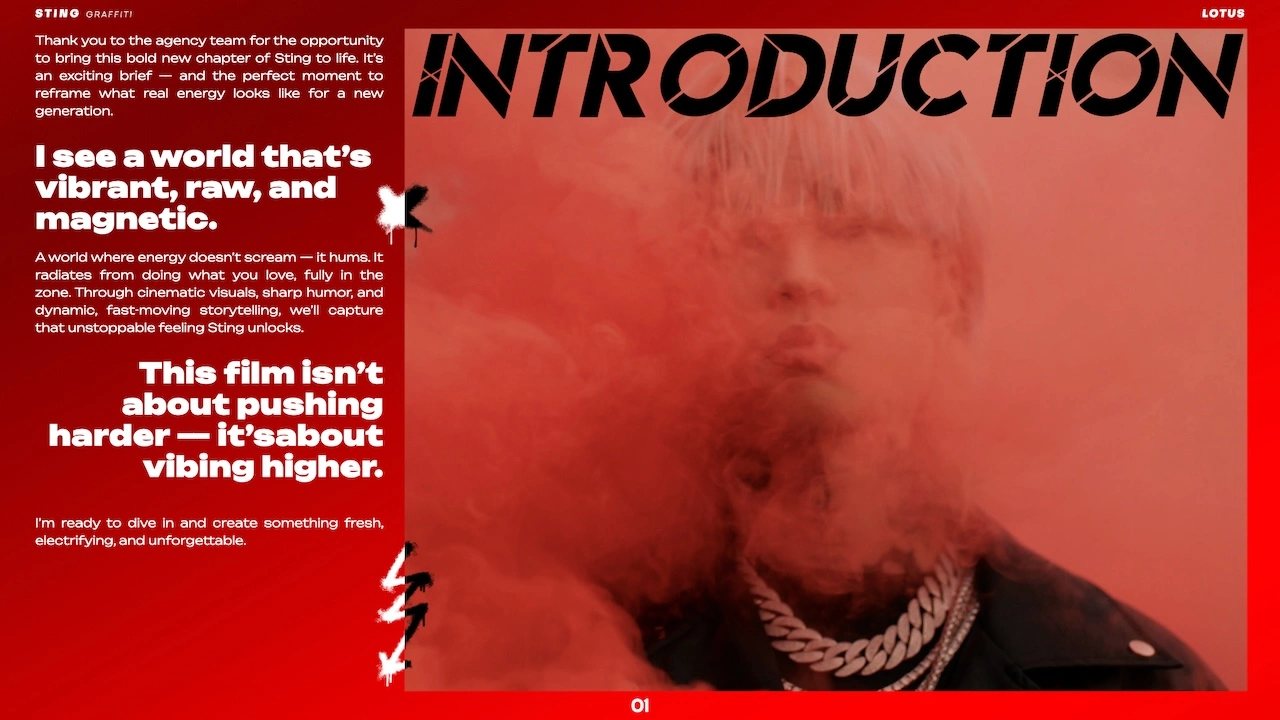 STING GRAFFITI
LOTUS
INTRODUCTION
Thank you to the agency team for the opportunity
to bring this bold new chapter of Sting to life. It's
an exciting brief — and the perfect moment to
reframe what real energy looks like for a new
generation.
I see a world that's
vibrant, raw, and
magnetic.
A world where energy doesn't scream — it hums. It
radiates from doing what you love, fully in the
zone. Through cinematic visuals, sharp humor, and
dynamic, fast-moving storytelling, we'll capture
that unstoppable feeling Sting unlocks.
This film isn't
about pushing
harder — it'sabout
vibing higher.
I'm ready to dive in and create something fresh,
electrifying, and unforgettable.
01